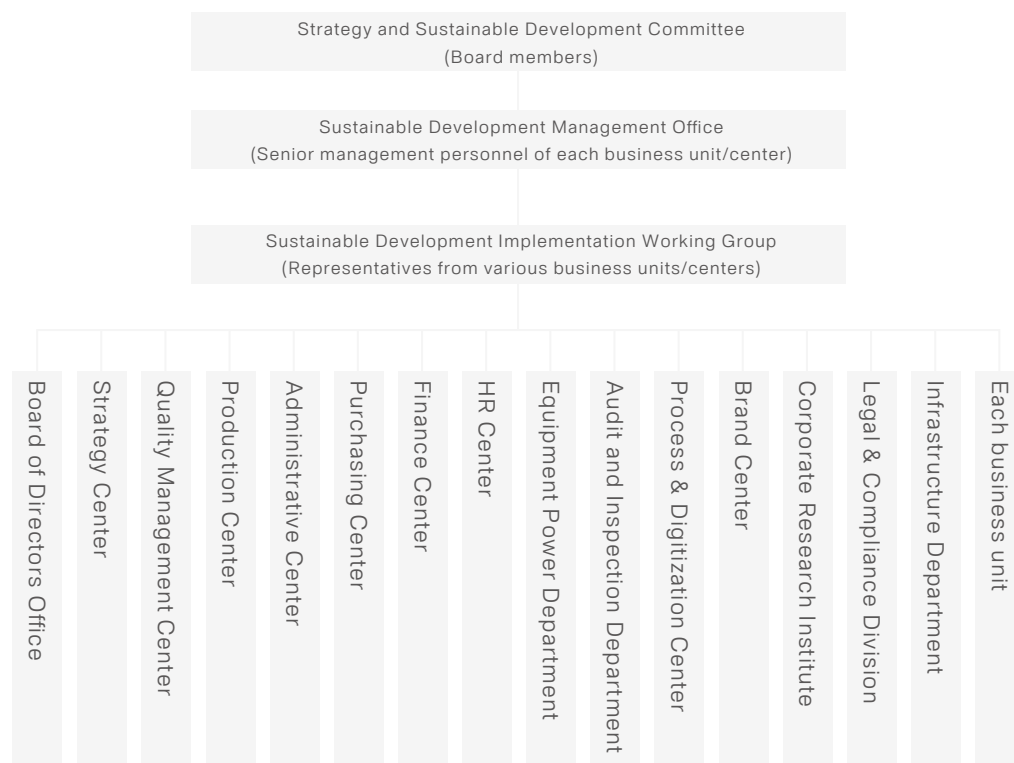 Strategy and Sustainable Development Committee
(Board members)
Sustainable Development Management Office
(Senior management personnel of each business unit/center)
Sustainable Development Implementation Working Group
(Representatives from various business units/centers)
Board of Directors Office
Strategy Center
Quality Management Center
Production Center
Administrative Center
Purchasing Center
Finance Center
HR Center
Equipment Power Department
Audit and Inspection Department
Process & Digitization Center
Brand Center
Corporate Research Institute
Legal & Compliance Division
Infrastructure Department
Each business unit